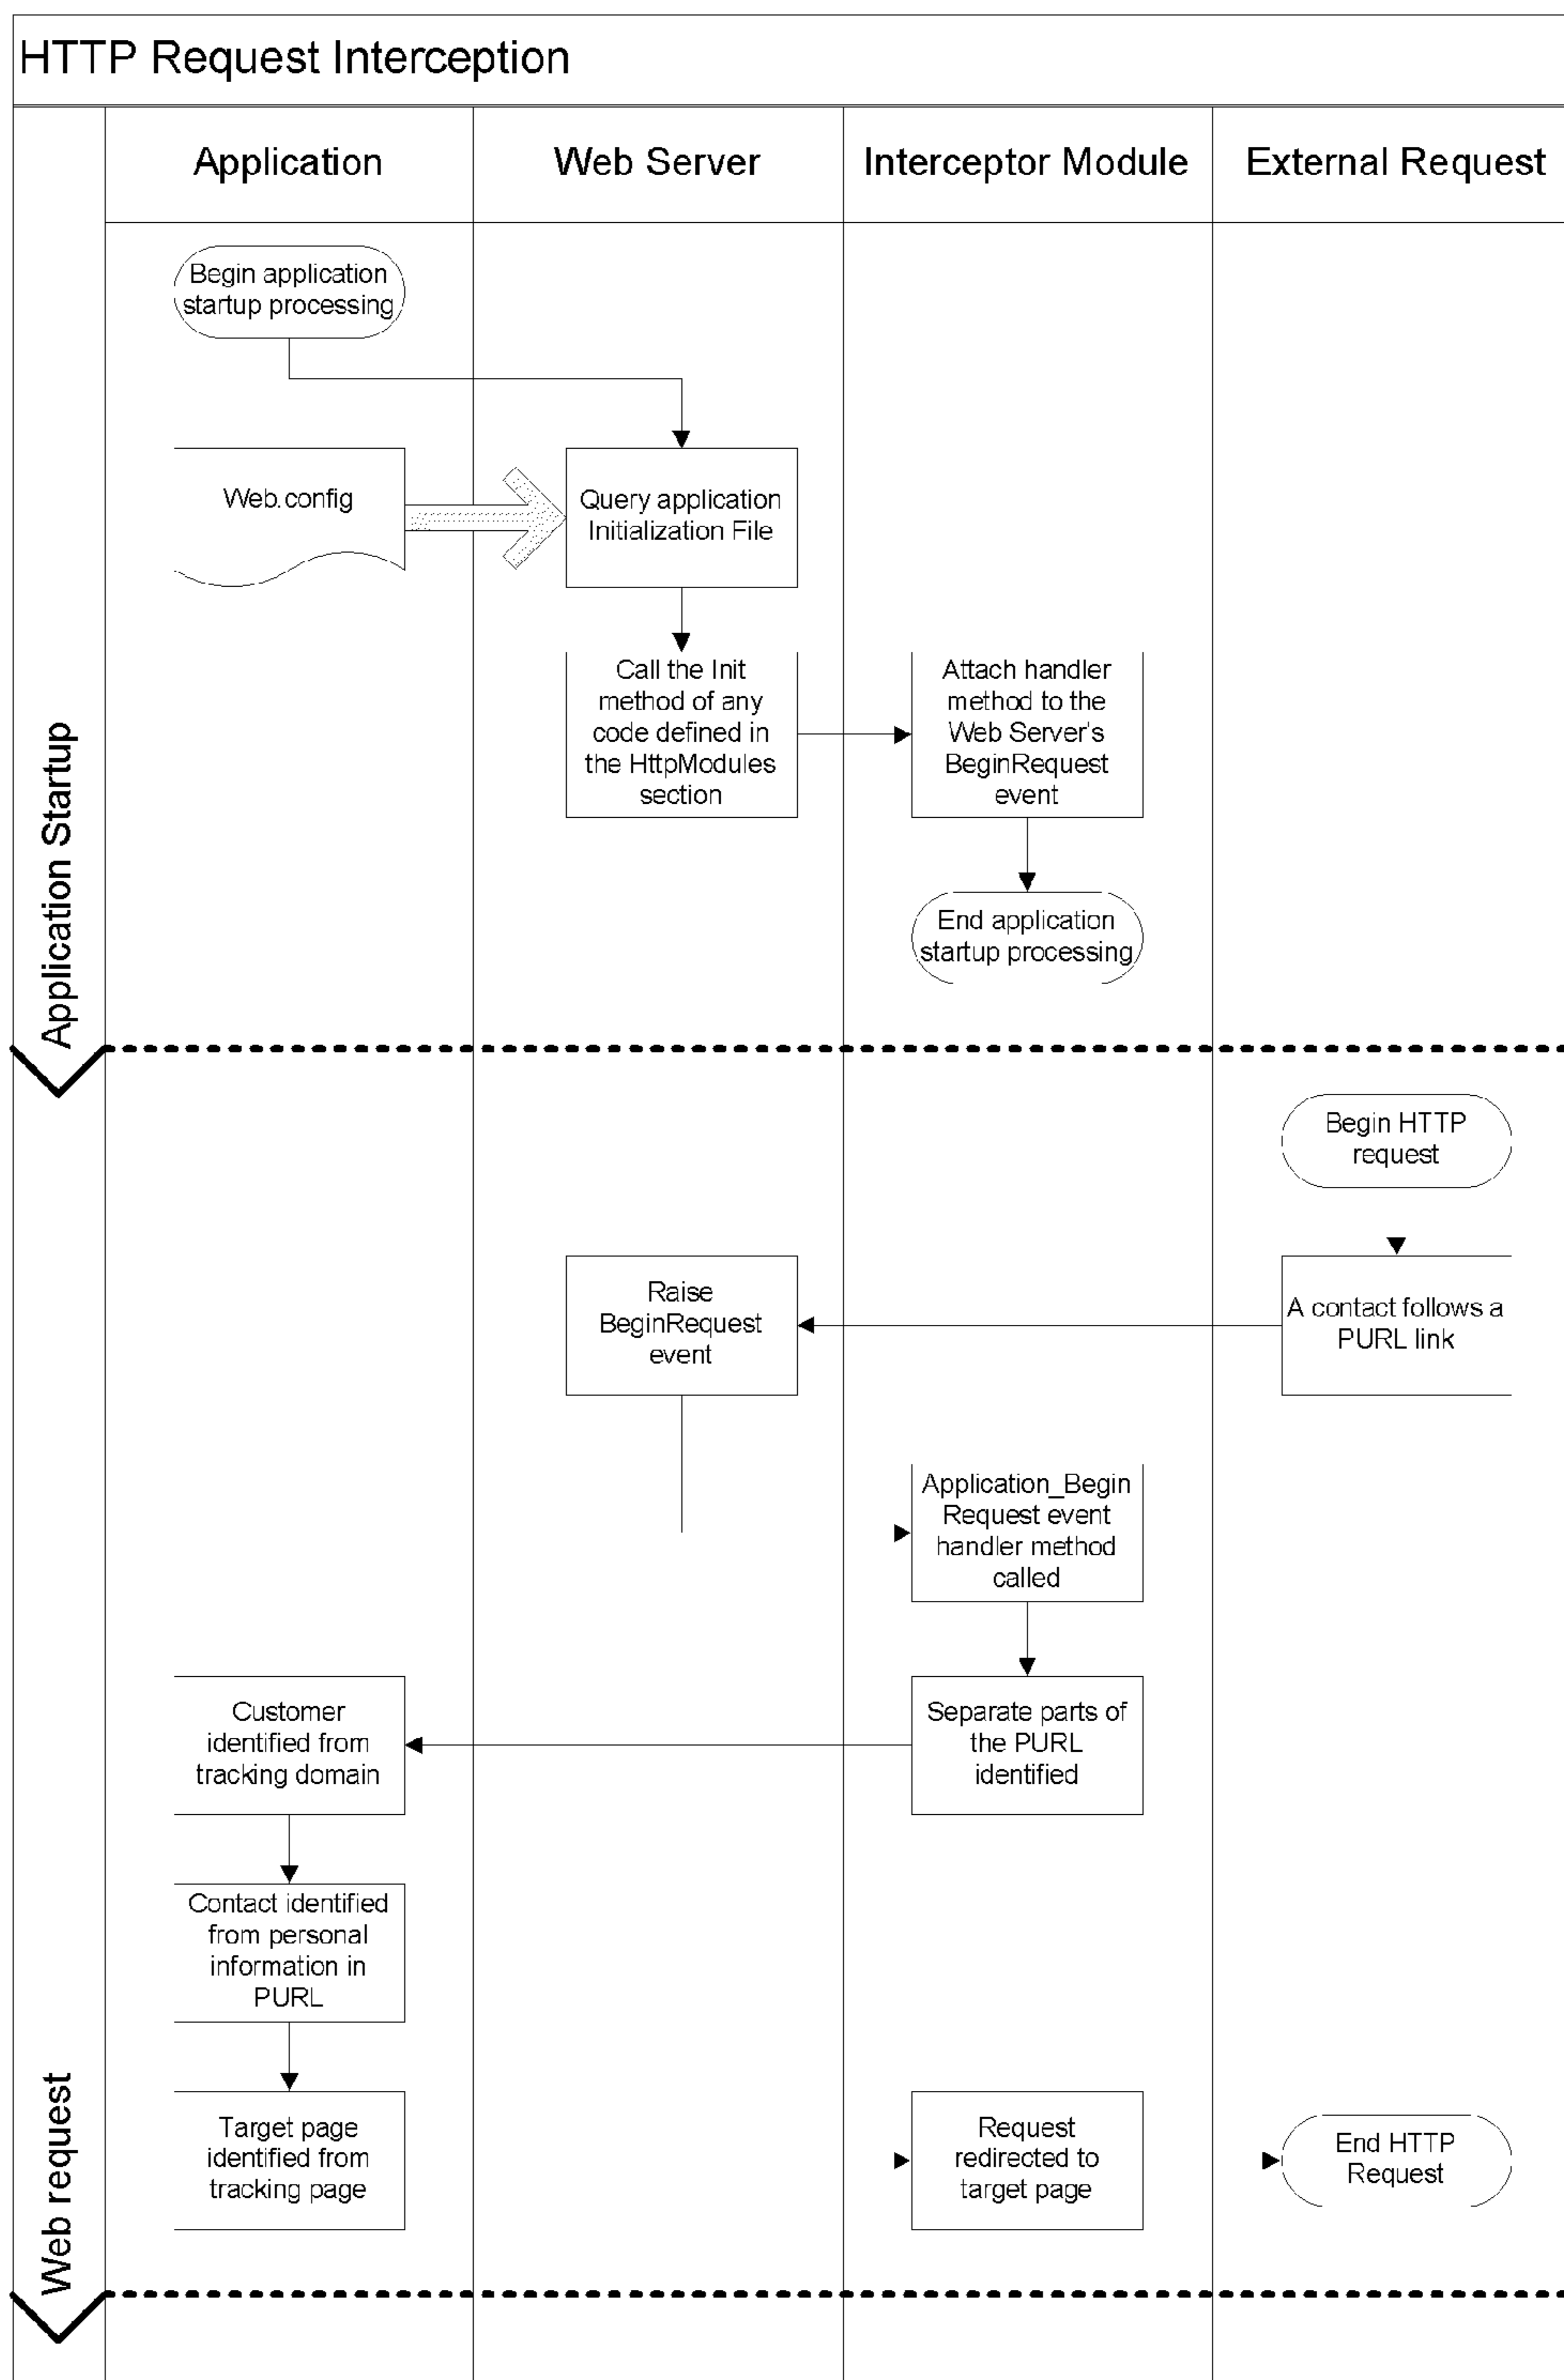 HTTP Request Interception
Application
Web Server
Interceptor Module
External Request
Application Startup
Begin application
startup processing
Web.config
Query application
Initialization File
Call the Init
method of any
code defined in
the HttpModules
section
Attach handler
method to the
Web Server's
BeginRequest
event
End application
startup processing
Web request
Begin HTTP
request
A contact follows a
PURL link
Raise
BeginRequest
event
Application_Begin
Request event
handler method
called
Separate parts of
the PURL
identified
Customer
identified from
tracking domain
Contact identified
from personal
information in
PURL
Target page
identified from
tracking page
Request
redirected to
target page
End HTTP
Request